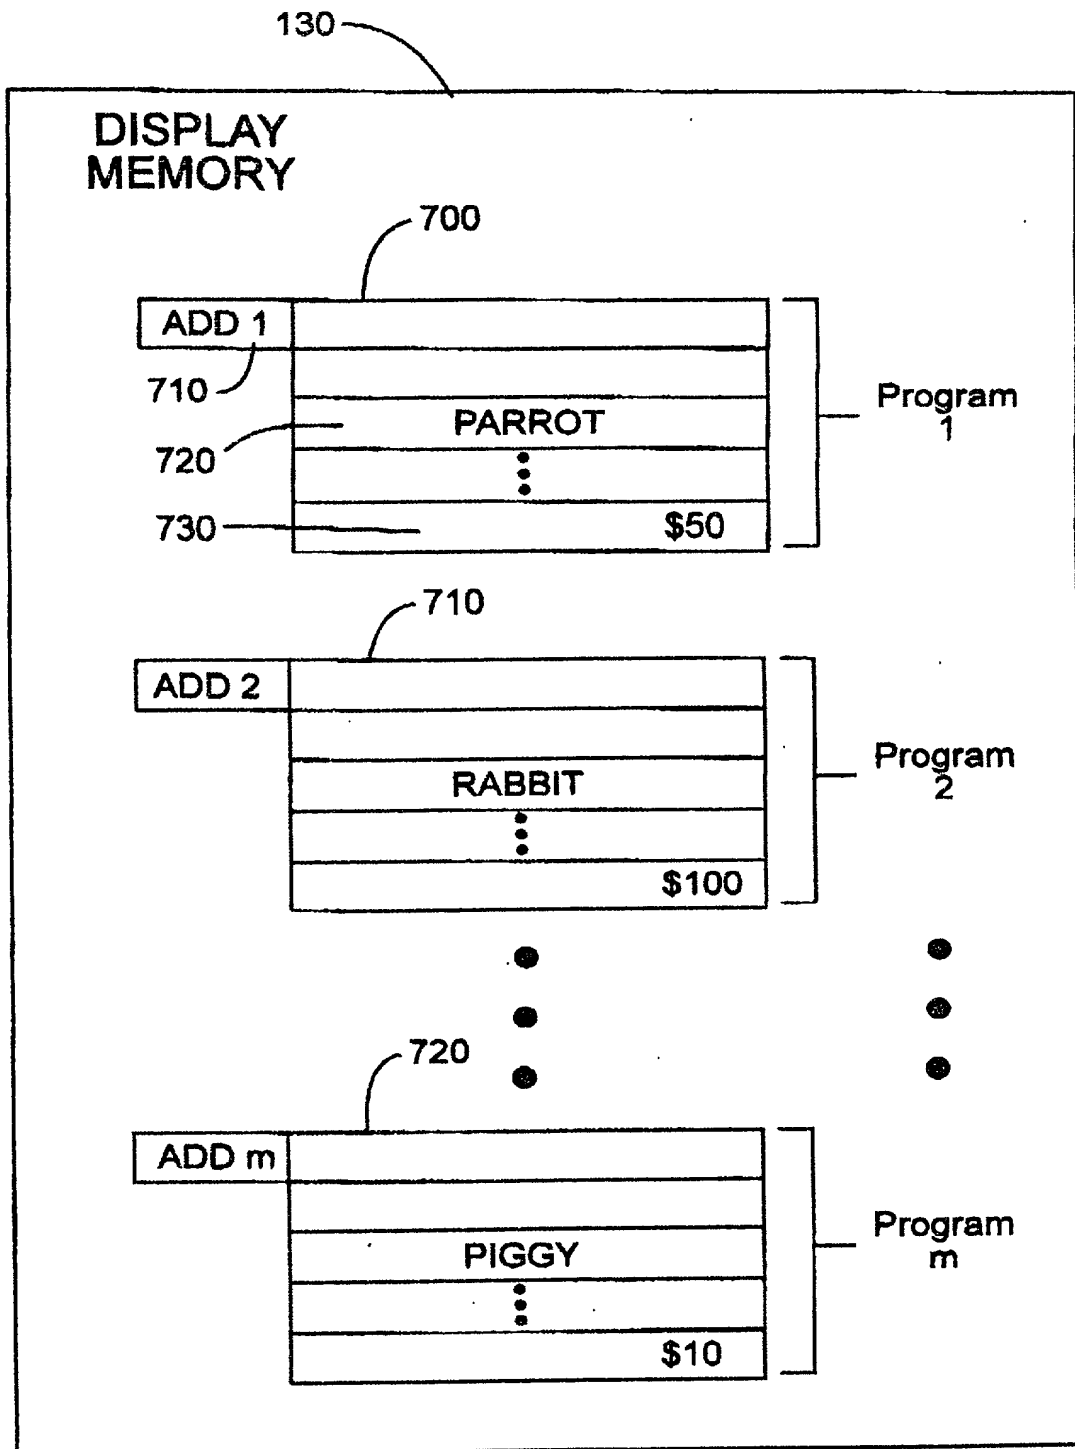 130
DISPLAY
MEMORY
700
ADD 1
710
Program
1
720
PARROT
730
$50
710
ADD 2
Program
2
RABBIT
$100
720
ADD m
Program
m
PIGGY
$10